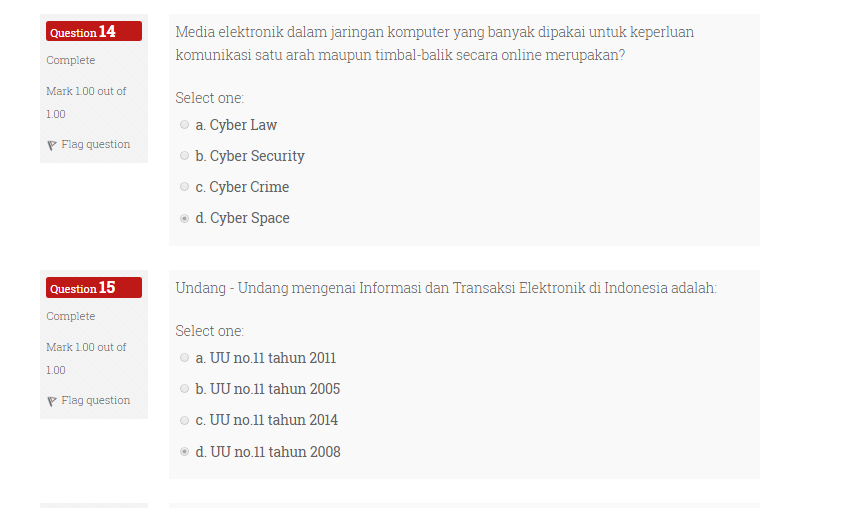 Question 14
Complete
Mark 1.00 out of
1.00
Flag question
Media elektronik dalam jaringan komputer yang banyak dipakai untuk keperluan
komunikasi satu arah maupun timbal-balik secara online merupakan?
Select one:
a. Cyber Law
b. Cyber Security
c. Cyber Crime
d. Cyber Space
Question 15
Complete
Mark 1.00 out of
1.00
Flag question
Undang - Undang mengenai Informasi dan Transaksi Elektronik di Indonesia adalah:
Select one:
a. UU no.11 tahun 2011
b. UU no.11 tahun 2005
c. UU no.11 tahun 2014
d. UU no.11 tahun 2008